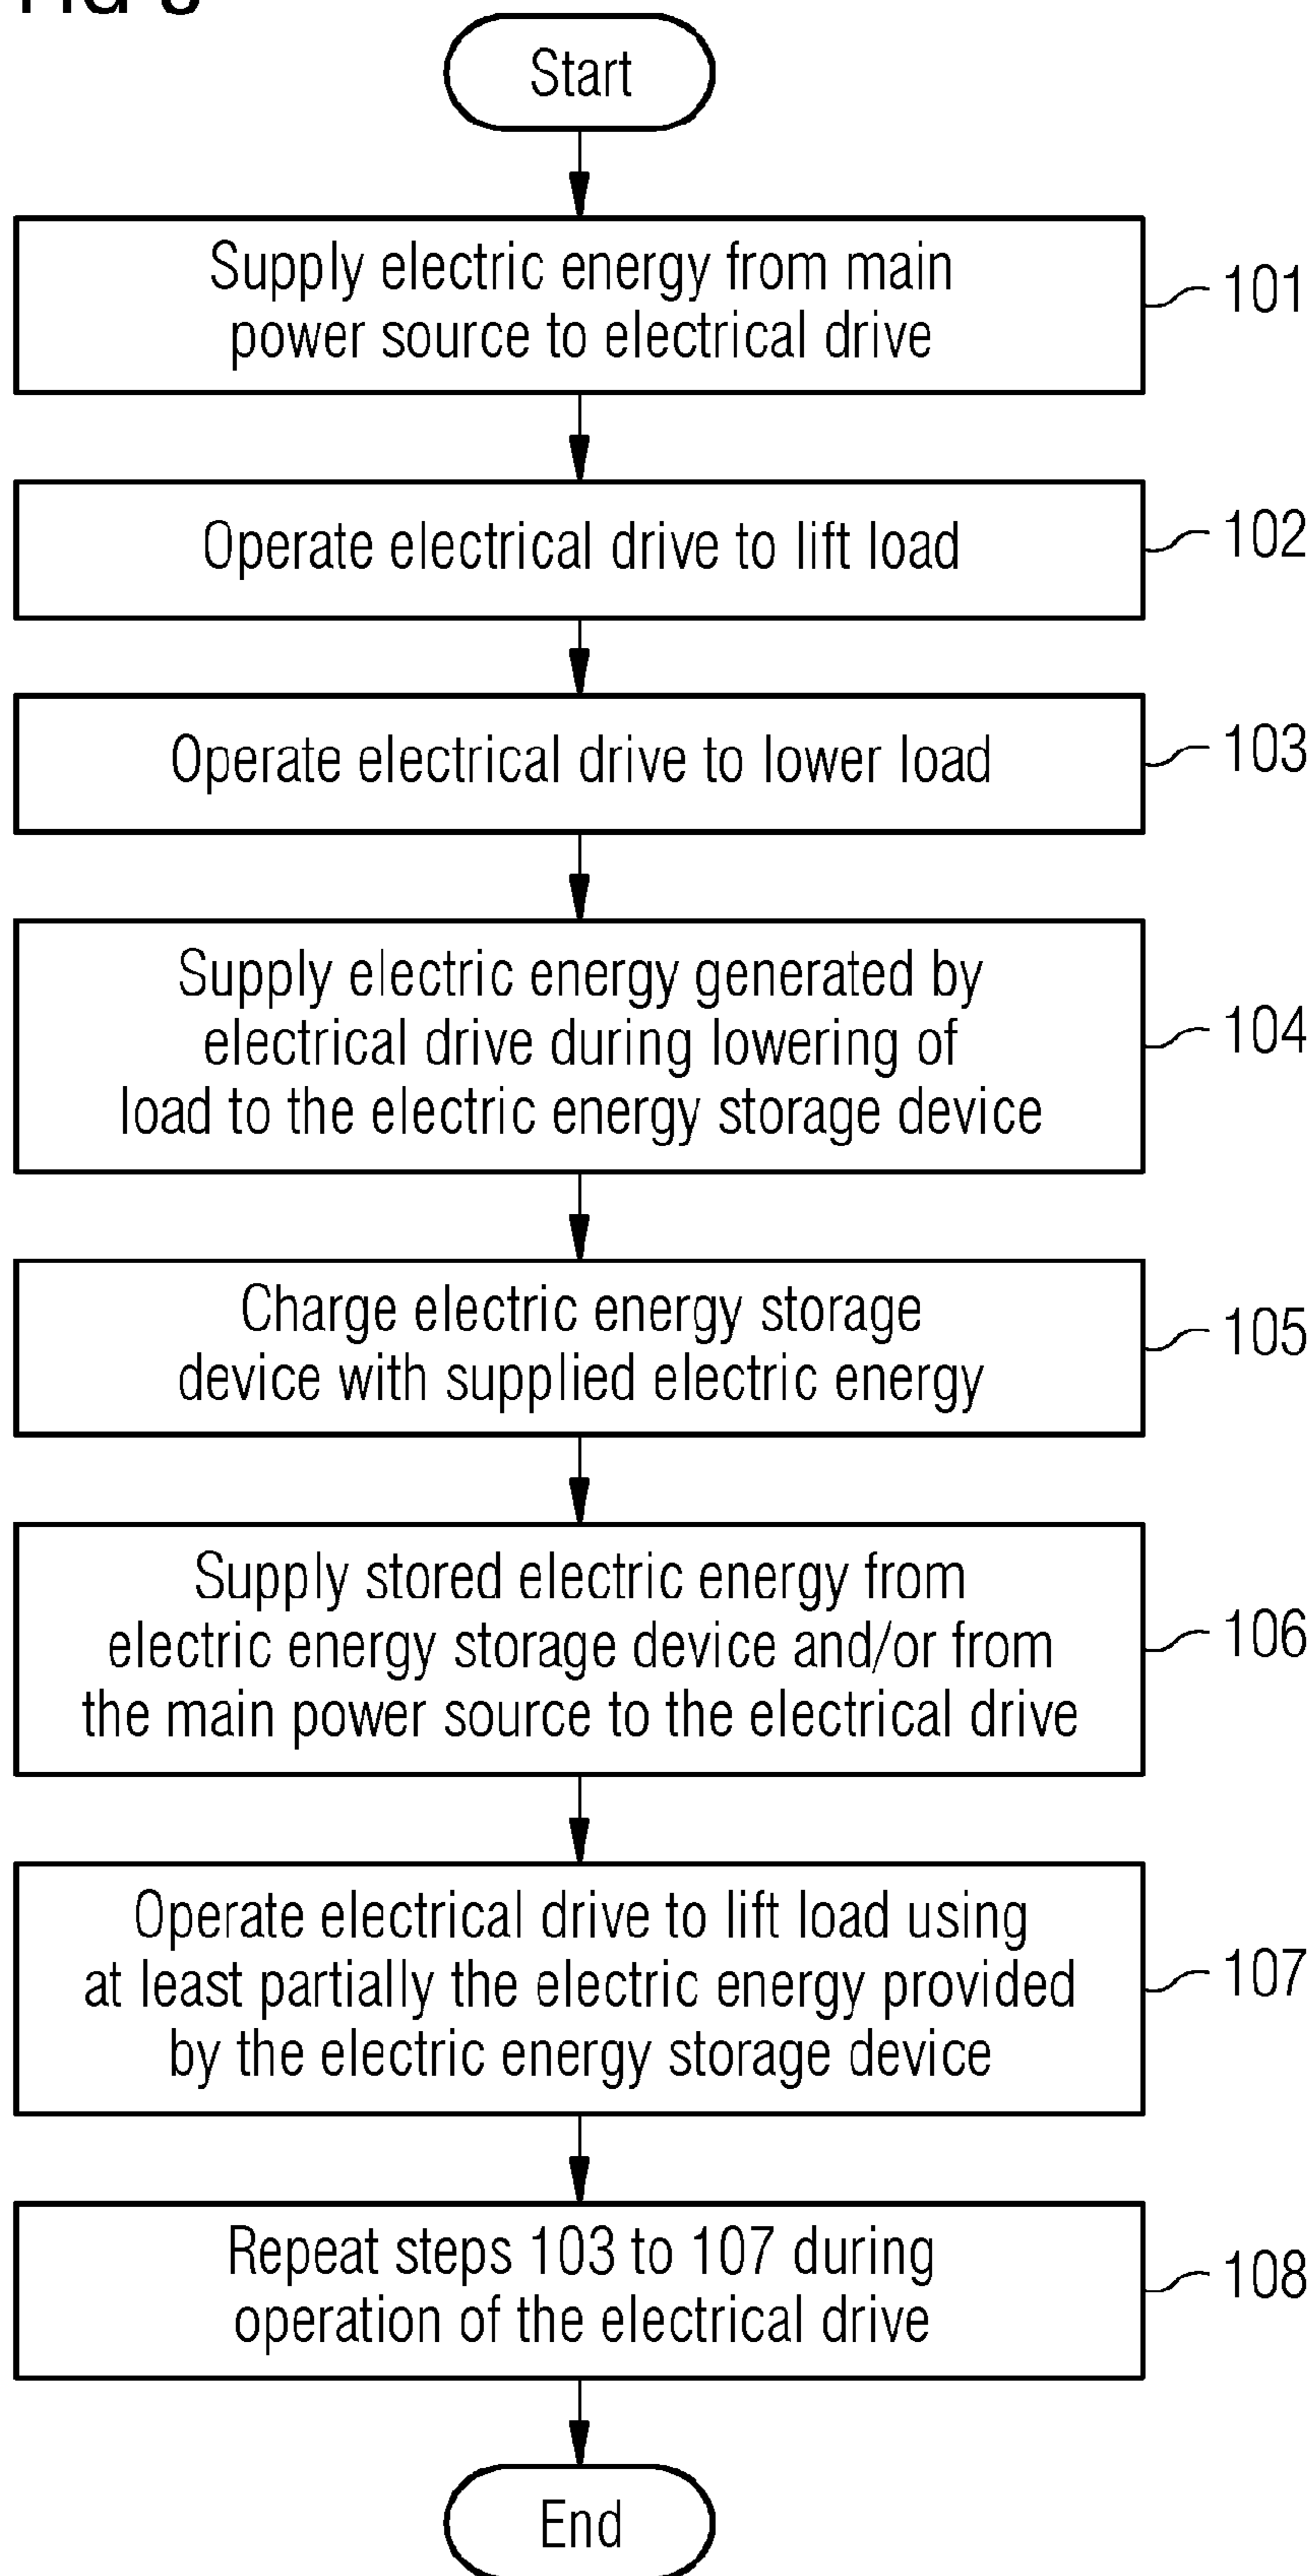 Start
Supply electric energy from main
power source to electrical drive
101
Operate electrical drive to lift load
102
Operate electrical drive to lower load
103
Supply electric energy generated by
electrical drive during lowering of
load to the electric energy storage device
104
Charge electric energy storage
device with supplied electric energy
105
Supply stored electric energy from
electric energy storage device and/or from
the main power source to the electrical drive
106
Operate electrical drive to lift load using
at least partially the electric energy provided
by the electric energy storage device
107
Repeat steps 103 to 107 during
operation of the electrical drive
108
End